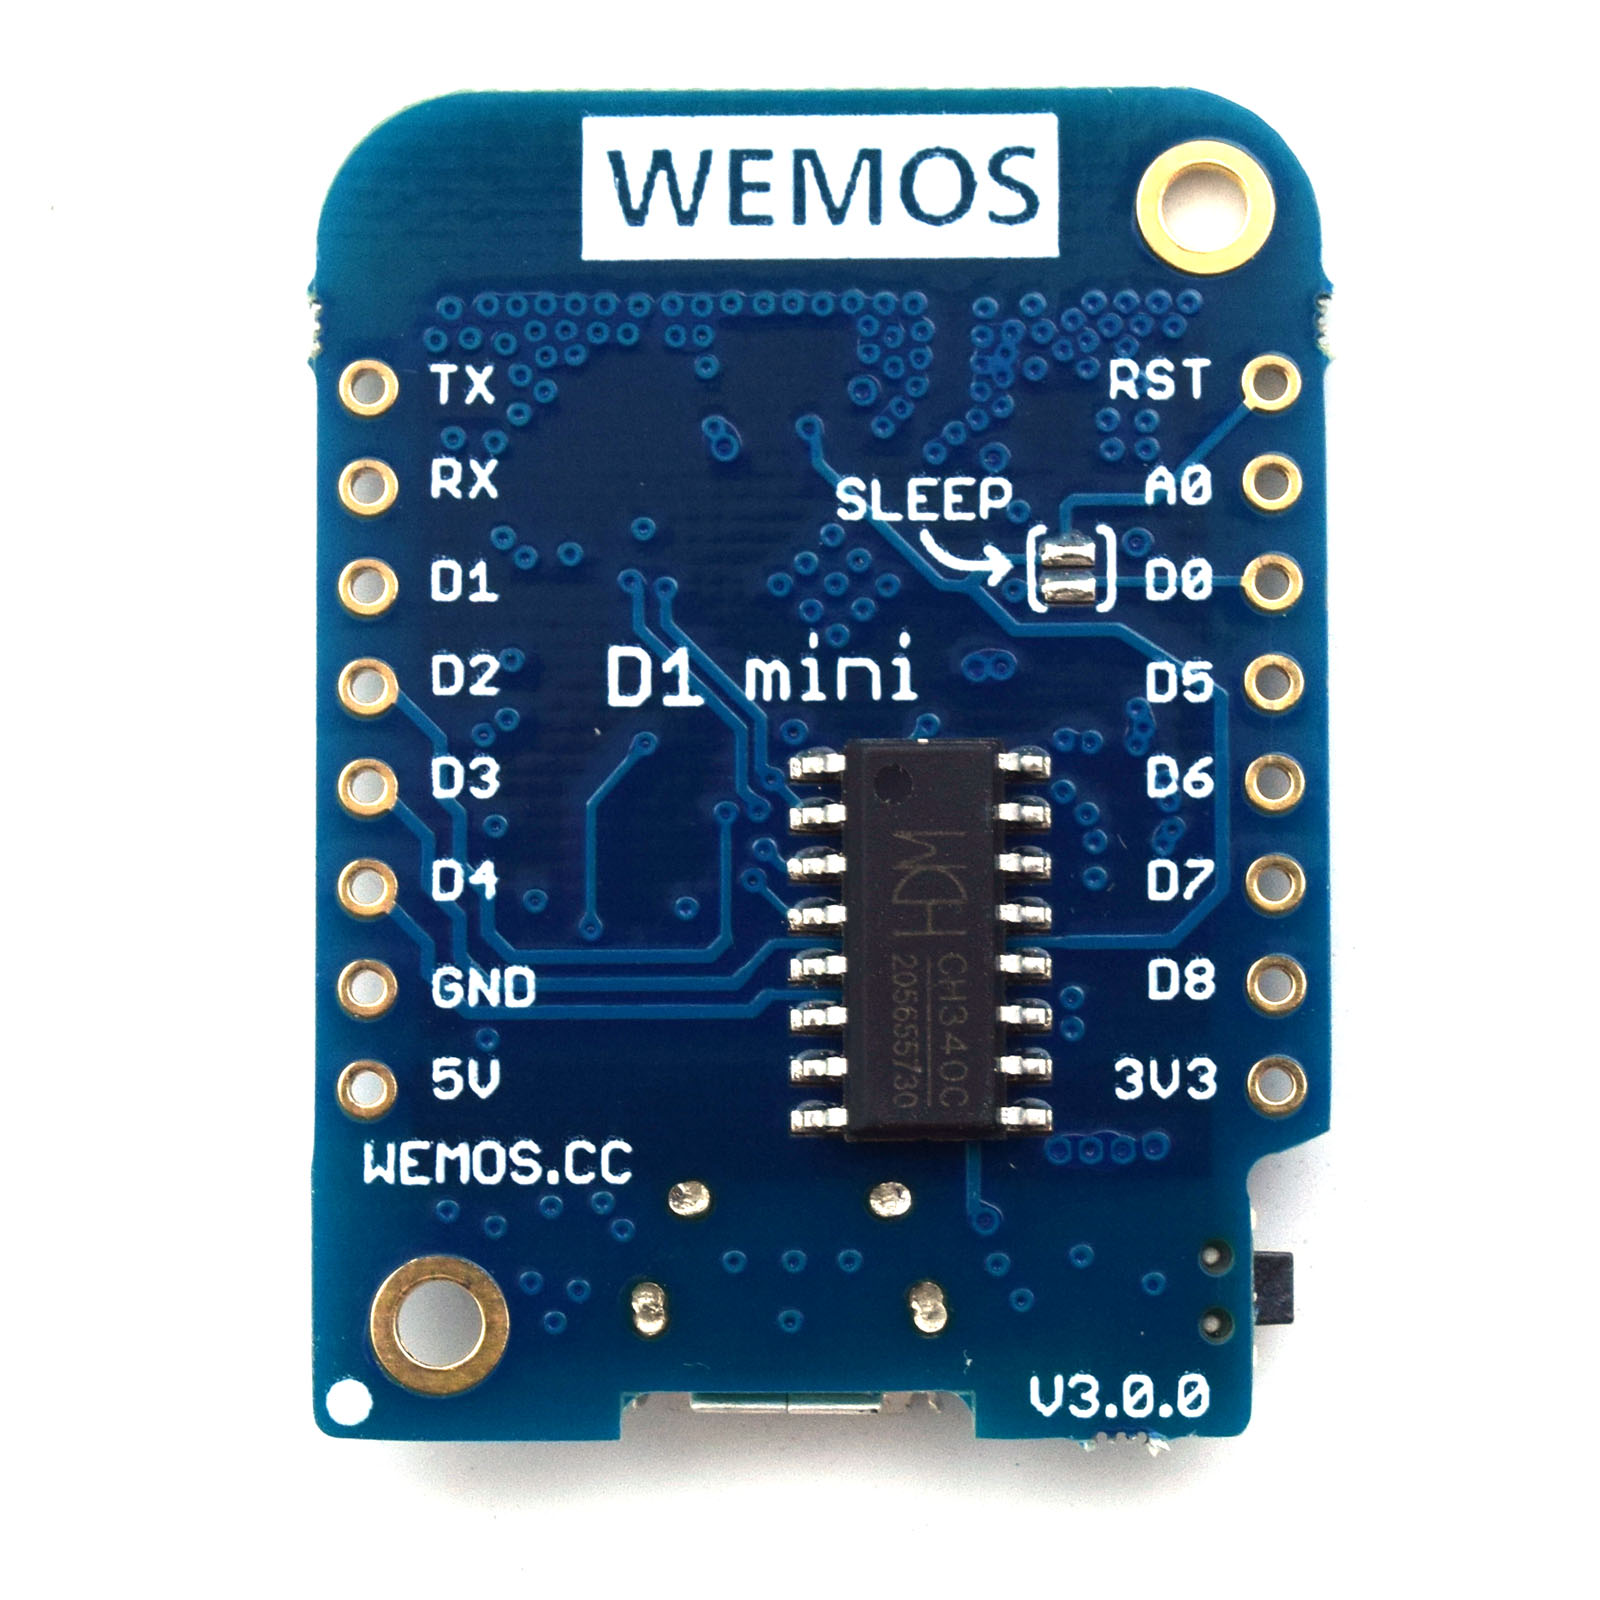 WEMOS
TX
RST
RX
A0
SLEEP
D1
D0
D2
D1 mini
D5
D3
D6
D4
D7
GND
D8
5V
3V3
WCH
CH340C
205655730
WEMOS.CC
V3.0.0